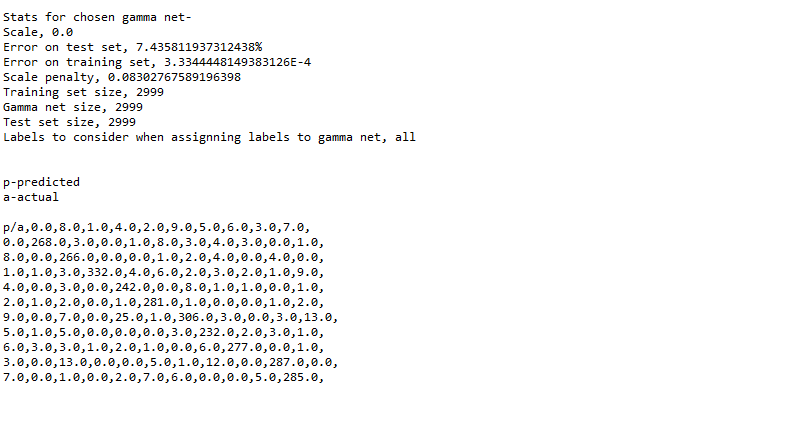 Stats for chosen gamma net-
Scale, 0.0
Error on test set, 7.435811937312438%
Error on training set, 3.3344448149383126E-4
Scale penalty, 0.08302767589196398
Training set size, 2999
Gamma net size, 2999
Test set size, 2999
Labels to consider when assignning labels to gamma net, all
p-predicted
a-actual
p/a,0.0,8.0,1.0,4.0,2.0,9.0,5.0,6.0,3.0,7.0,
0.0,268.0,3.0,0.0,1.0,8.0,3.0,4.0,3.0,0.0,1.0,
8.0,0.0,266.0,0.0,0.0,1.0,2.0,4.0,0.0,4.0,0.0,
1.0,1.0,3.0,332.0,4.0,6.0,2.0,3.0,2.0,1.0,9.0,
4.0,0.0,3.0,0.0,242.0,0.0,8.0,1.0,1.0,0.0,1.0,
2.0,1.0,2.0,0.0,1.0,281.0,1.0,0.0,0.0,1.0,2.0,
9.0,0.0,7.0,0.0,25.0,1.0,306.0,3.0,0.0,3.0,13.0,
5.0,1.0,5.0,0.0,0.0,0.0,3.0,232.0,2.0,3.0,1.0,
6.0,3.0,3.0,1.0,2.0,1.0,0.0,6.0,277.0,0.0,1.0,
3.0,0.0,13.0,0.0,0.0,5.0,1.0,12.0,0.0,287.0,0.0,
7.0,0.0,1.0,0.0,2.0,7.0,6.0,0.0,0.0,5.0,285.0,